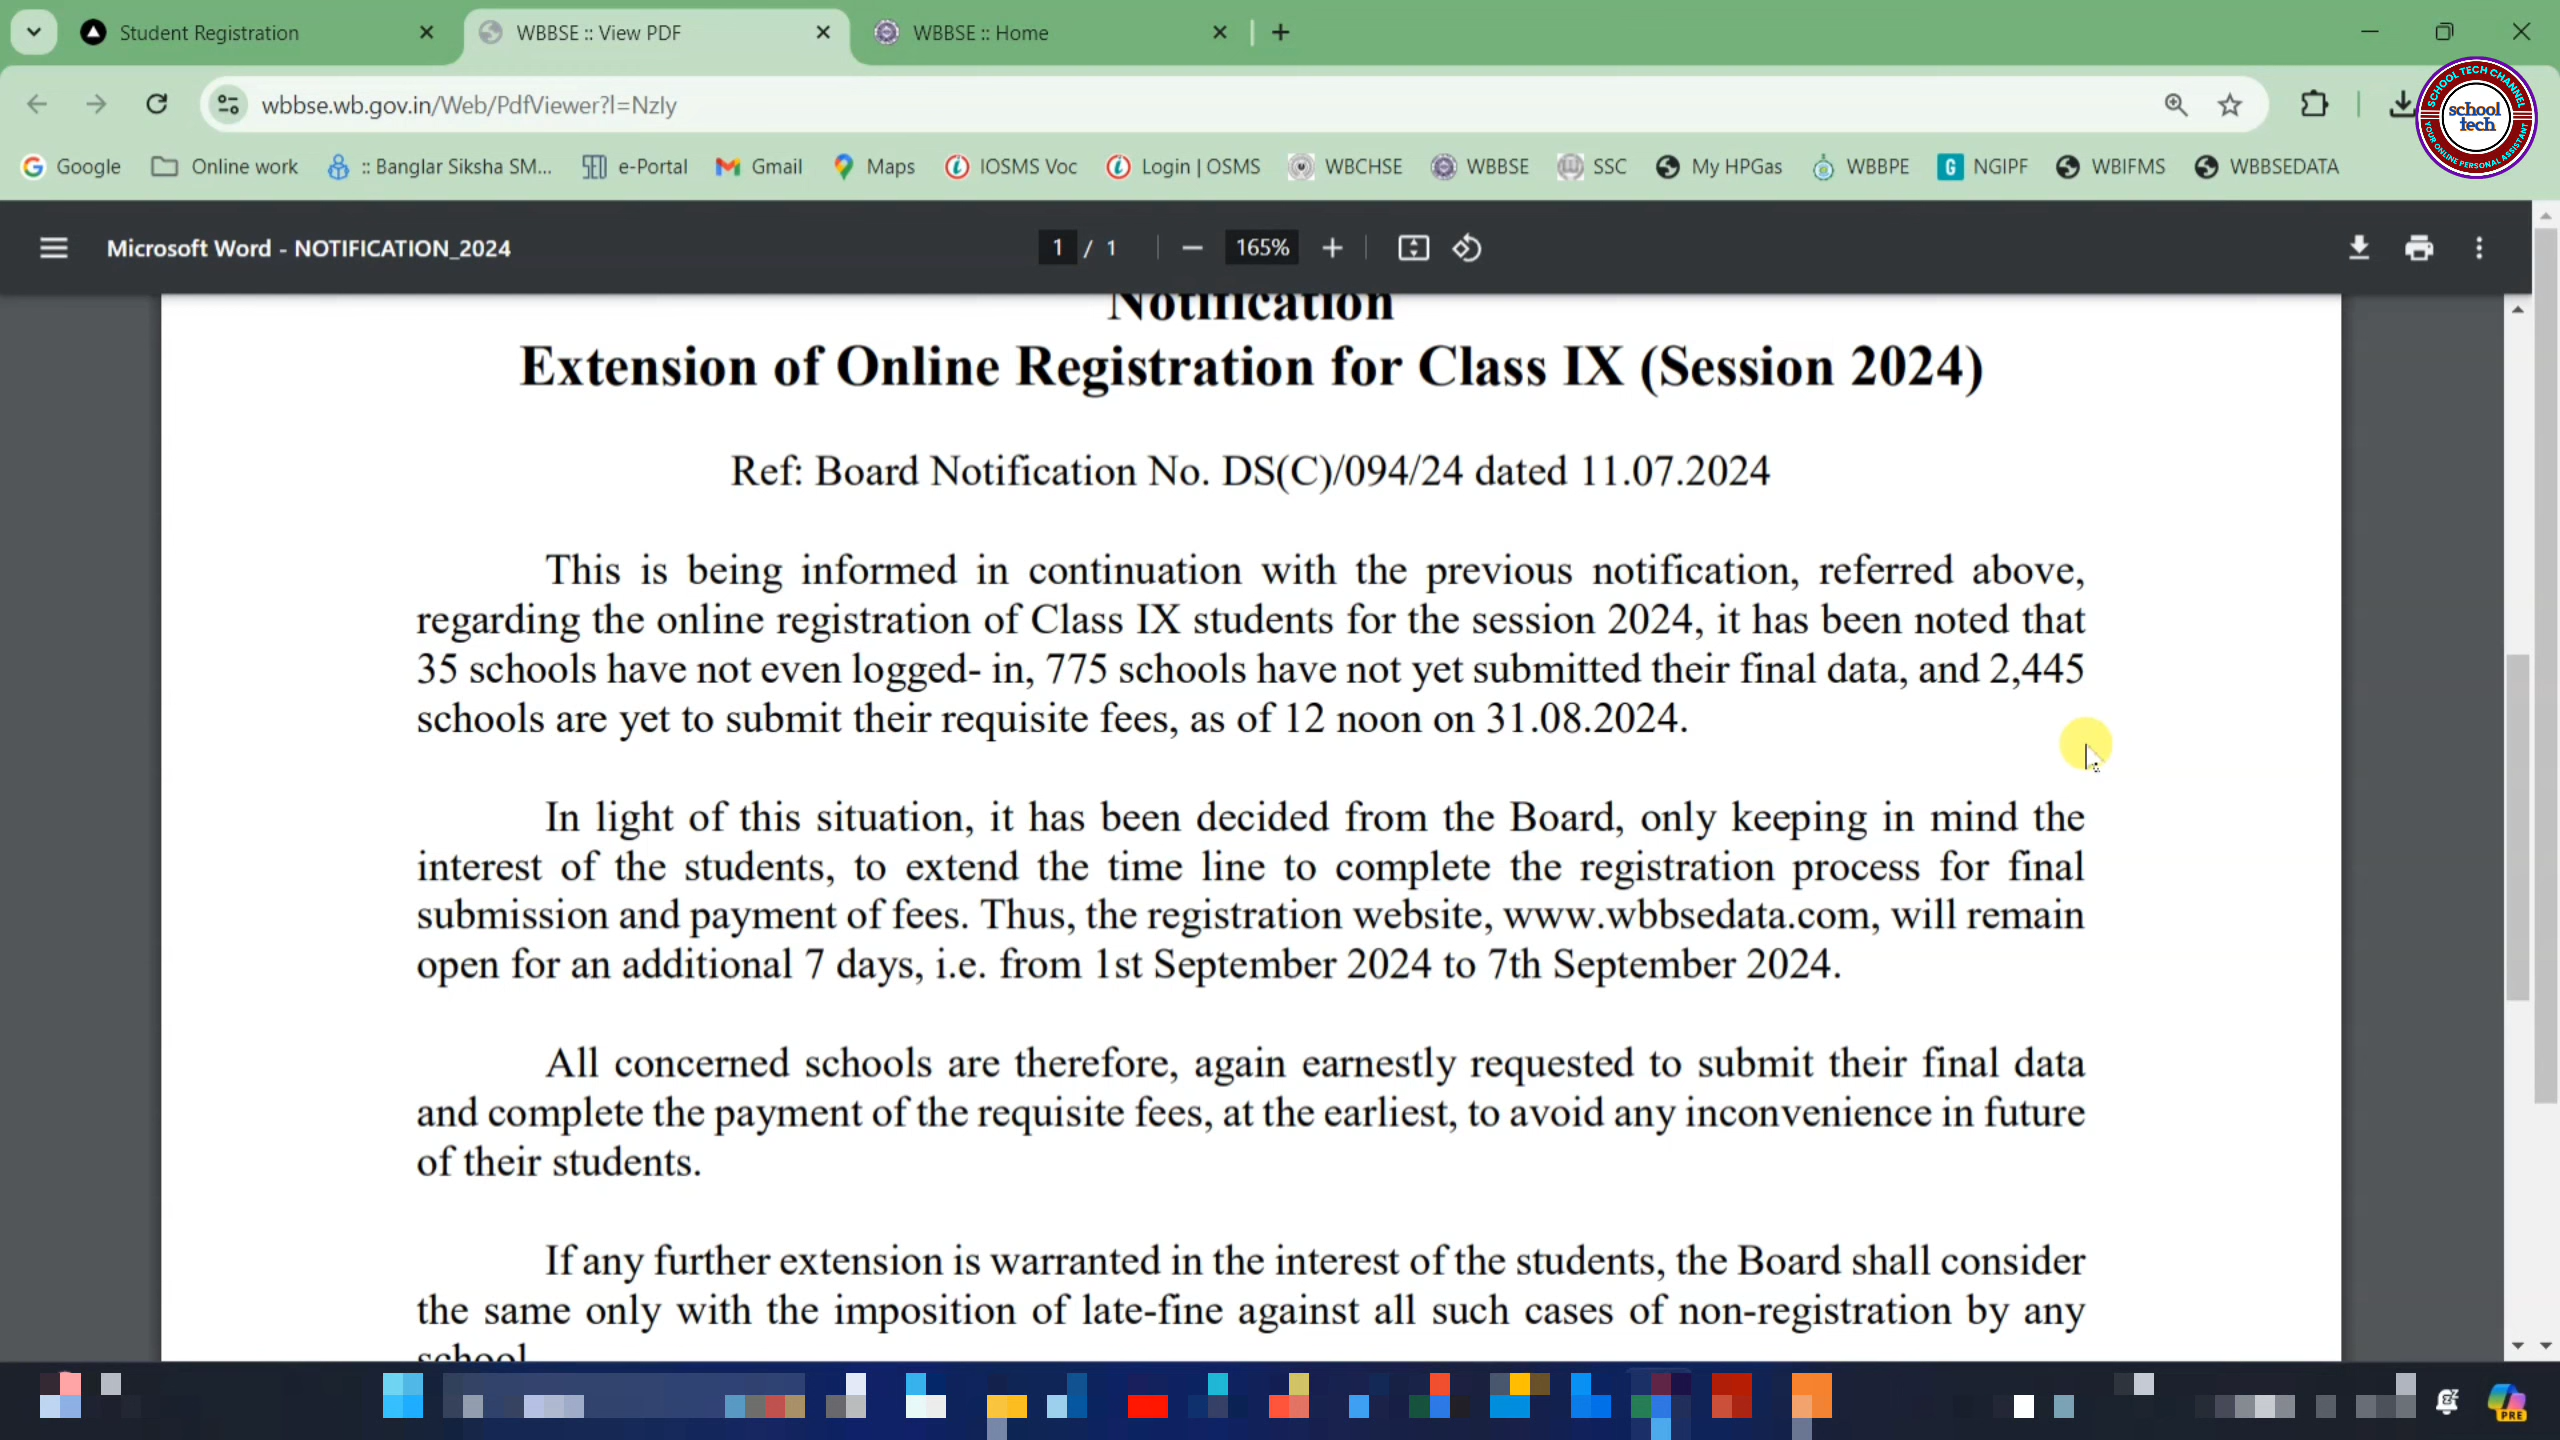 Student Registration
WBBSE :: View PDF
WBBSE :: Home
wbbse.wb.gov.in/Web/PdfViewer?l=NzIy
SCHOOL TECH CHANNEL
school
tech
YOUR ONLINE PERSONAL ASSISTANT
Google
Online work
:: Banglar Siksha SM...
e-Portal
Gmail
Maps
IOSMS Voc
Login | OSMS
WBCHSE
WBBSE
SSC
My HPGas
WBBPE
NGIPF
WBIFMS
WBBSEDATA
Microsoft Word - NOTIFICATION_2024
1 / 1
165%
Notification
Extension of Online Registration for Class IX (Session 2024)
Ref: Board Notification No. DS(C)/094/24 dated 11.07.2024
This is being informed in continuation with the previous notification, referred above,
regarding the online registration of Class IX students for the session 2024, it has been noted that
35 schools have not even logged- in, 775 schools have not yet submitted their final data, and 2,445
schools are yet to submit their requisite fees, as of 12 noon on 31.08.2024.
In light of this situation, it has been decided from the Board, only keeping in mind the
interest of the students, to extend the time line to complete the registration process for final
submission and payment of fees. Thus, the registration website, www.wbbsedata.com, will remain
open for an additional 7 days, i.e. from 1st September 2024 to 7th September 2024.
All concerned schools are therefore, again earnestly requested to submit their final data
and complete the payment of the requisite fees, at the earliest, to avoid any inconvenience in future
of their students.
If any further extension is warranted in the interest of the students, the Board shall consider
the same only with the imposition of late-fine against all such cases of non-registration by any
school
PRE